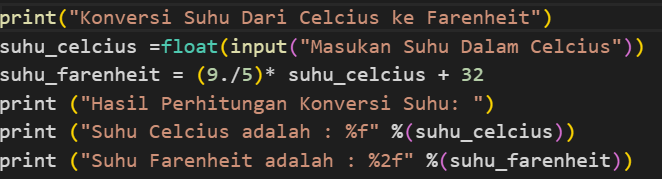 print("Konversi Suhu Dari Celcius ke Farenheit")
suhu_celcius =float(input("Masukan Suhu Dalam Celcius"))
suhu_farenheit = (9./5)* suhu_celcius + 32
print ("Hasil Perhitungan Konversi Suhu: ")
print ("Suhu Celcius adalah : %f" %(suhu_celcius))
print ("Suhu Farenheit adalah : %2f" %(suhu_farenheit))